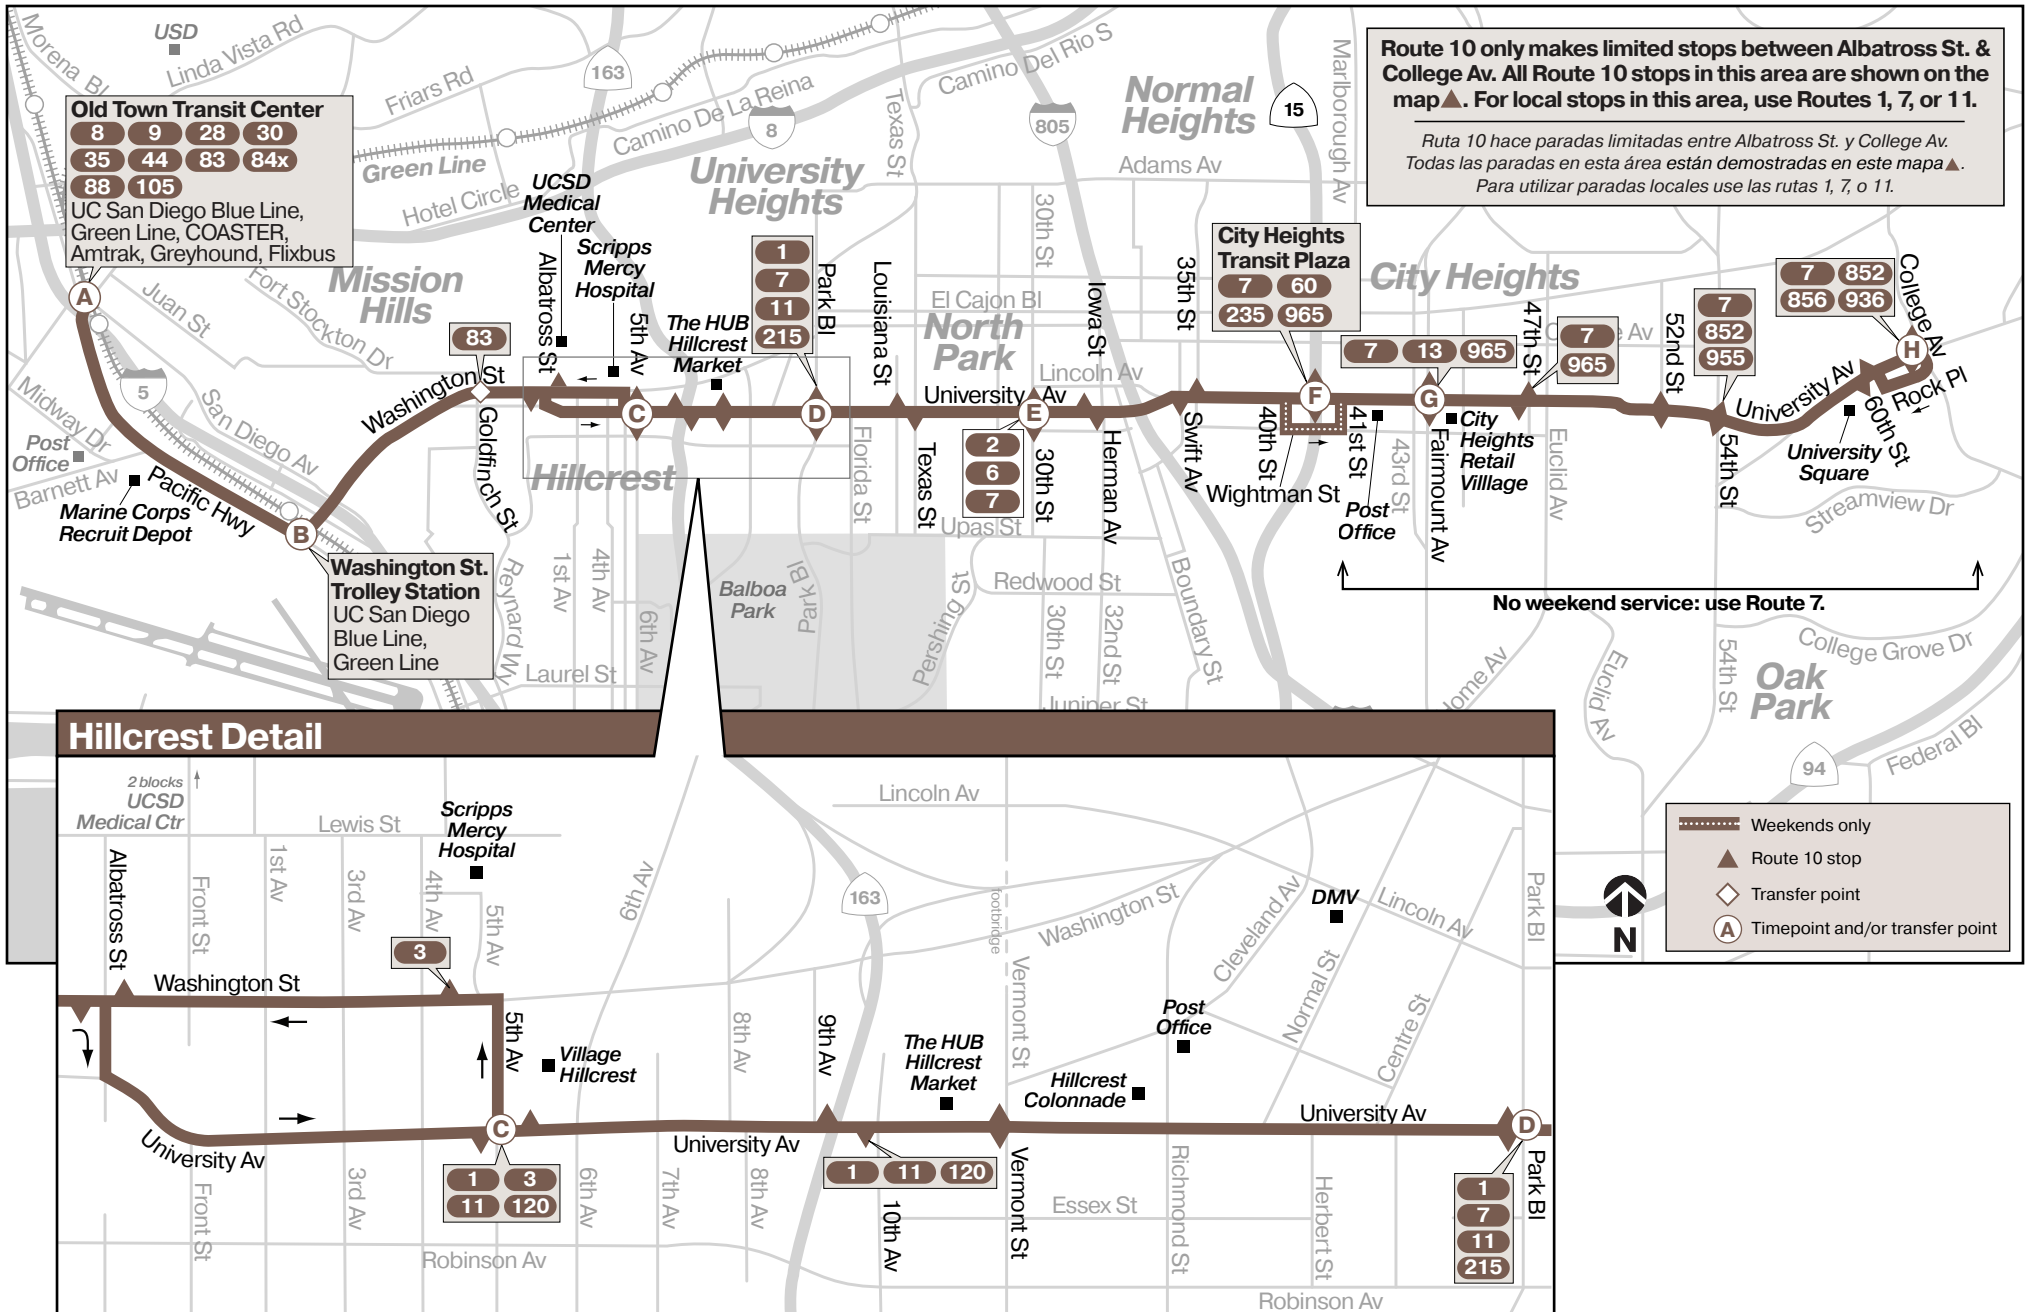 Route 10 only makes limited stops between Albatross St. &
College Av. All Route 10 stops in this area are shown on the
map▲. For local stops in this area, use Routes 1, 7, or 11.
Ruta 10 hace paradas limitadas entre Albatross St. y College Av.
Todas las paradas en esta área están demostradas en este mapa▲.
Para utilizar paradas locales use las rutas 1, 7, o 11.
Morena Bl
USD
Linda Vista Rd
Friars Rd
163
Camino De La Reina
8
Camino Del Rio S
Texas St
805
Normal
Heights
15
Marlborough Av
Adams Av
Old Town Transit Center
8 9 28 30
35 44 83 84x
88 105
UC San Diego Blue Line,
Green Line, COASTER,
Amtrak, Greyhound, Flixbus
Green Line
Hotel Circle
UCSD
Medical
Center
Scripps
Mercy
Hospital
University
Heights
Albatross St
5th Av
The HUB
Hillcrest
Market
1
7
11
215
Park Bl
Louisiana St
El Cajon Bl
North
Park
30th St
Iowa St
35th St
City Heights
Transit Plaza
7 60
235 965
City Heights
7 13 965
47th St
7
965
52nd St
7
852
955
7 852
856 936
College Av
A
Juan St
Fort Stockton Dr
Mission
Hills
83
Washington St
Goldfinch St
5
San Diego Av
Midway Dr
Post
Office
Barnett Av
Marine Corps
Recruit Depot
Pacific Hwy
B
Washington St.
Trolley Station
UC San Diego
Blue Line,
Green Line
C
D
E
F
G
H
Hillcrest
Florida St
Texas St
University Av
Lincoln Av
2
6
7
30th St
Herman Av
Swift Av
40th St
41st St
Wightman St
Post
Office
43rd St
Fairmount Av
City
Heights
Retail
Villlage
Euclid Av
54th St
University Av
University
Square
60th St
Rock Pl
Streamview Dr
Upas St
Redwood St
Boundary St
Reynard Wy
1st Av
4th Av
6th Av
Balboa
Park
Park Bl
Pershing St
30th St
32nd St
Laurel St
Juniper St
No weekend service: use Route 7.
Euclid Av
54th St
College Grove Dr
Oak
Park
94
Federal Bl
Weekends only
Route 10 stop
Transfer point
A Timepoint and/or transfer point
N
Hillcrest Detail
2 blocks
UCSD
Medical Ctr
Lewis St
Scripps
Mercy
Hospital
Lincoln Av
Albatross St
Front St
1st Av
3rd Av
4th Av
5th Av
6th Av
163
footbridge
Washington St
Cleveland Av
DMV
Lincoln Av
Park Bl
3
Washington St
5th Av
Village
Hillcrest
8th Av
9th Av
The HUB
Hillcrest
Market
Vermont St
Hillcrest
Colonnade
Post
Office
Normal St
Centre St
University Av
C
University Av
University Av
D
1 3
11 120
1 11 120
1
7
11
215
Front St
3rd Av
6th Av
7th Av
8th Av
10th Av
Vermont St
Essex St
Richmond St
Herbert St
Park Bl
Robinson Av
Robinson Av